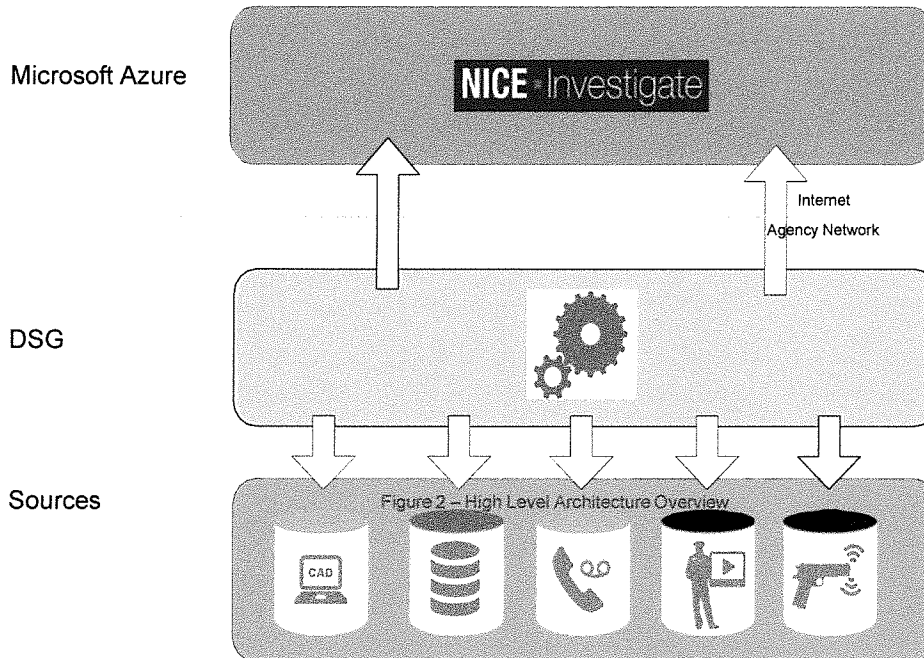 Microsoft Azure
NICE Investigate
Internet
Agency Network
DSG
Sources
Figure 2 – High Level Architecture Overview
CAD